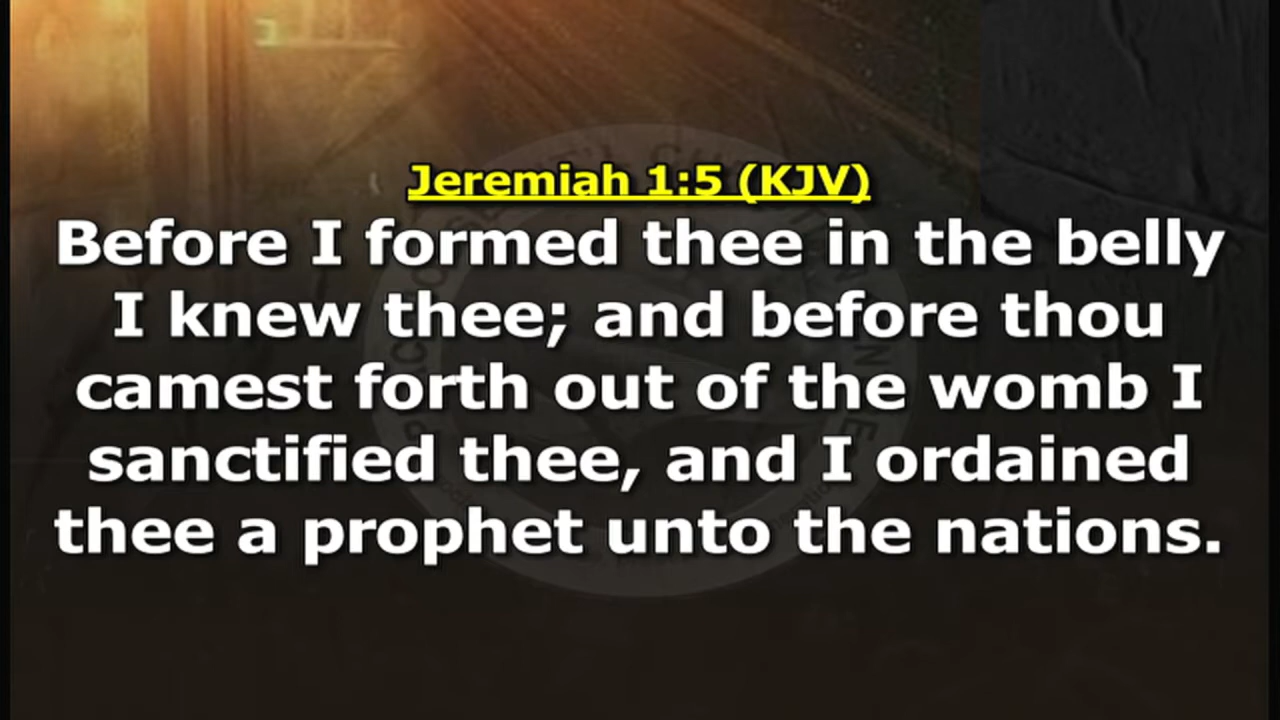 Jeremiah 1:5 (KJV)
Before I formed thee in the belly
I knew thee; and before thou
camest forth out of the womb I
sanctified thee, and I ordained
thee a prophet unto the nations.